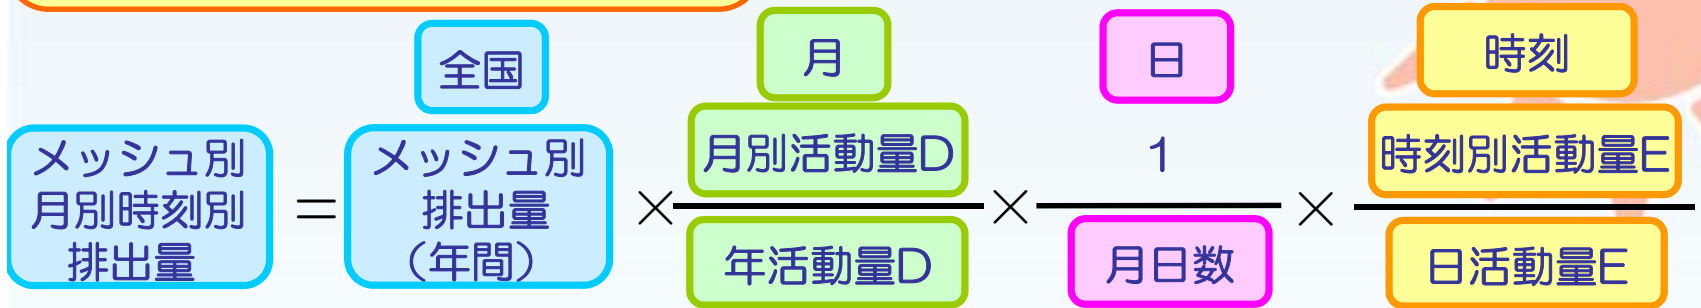 全国
月
日
時刻
メッシュ別
月別時刻別
排出量
＝
メッシュ別
排出量
（年間）
×
月別活動量D
年活動量D
×
1
月日数
×
時刻別活動量E
日活動量E